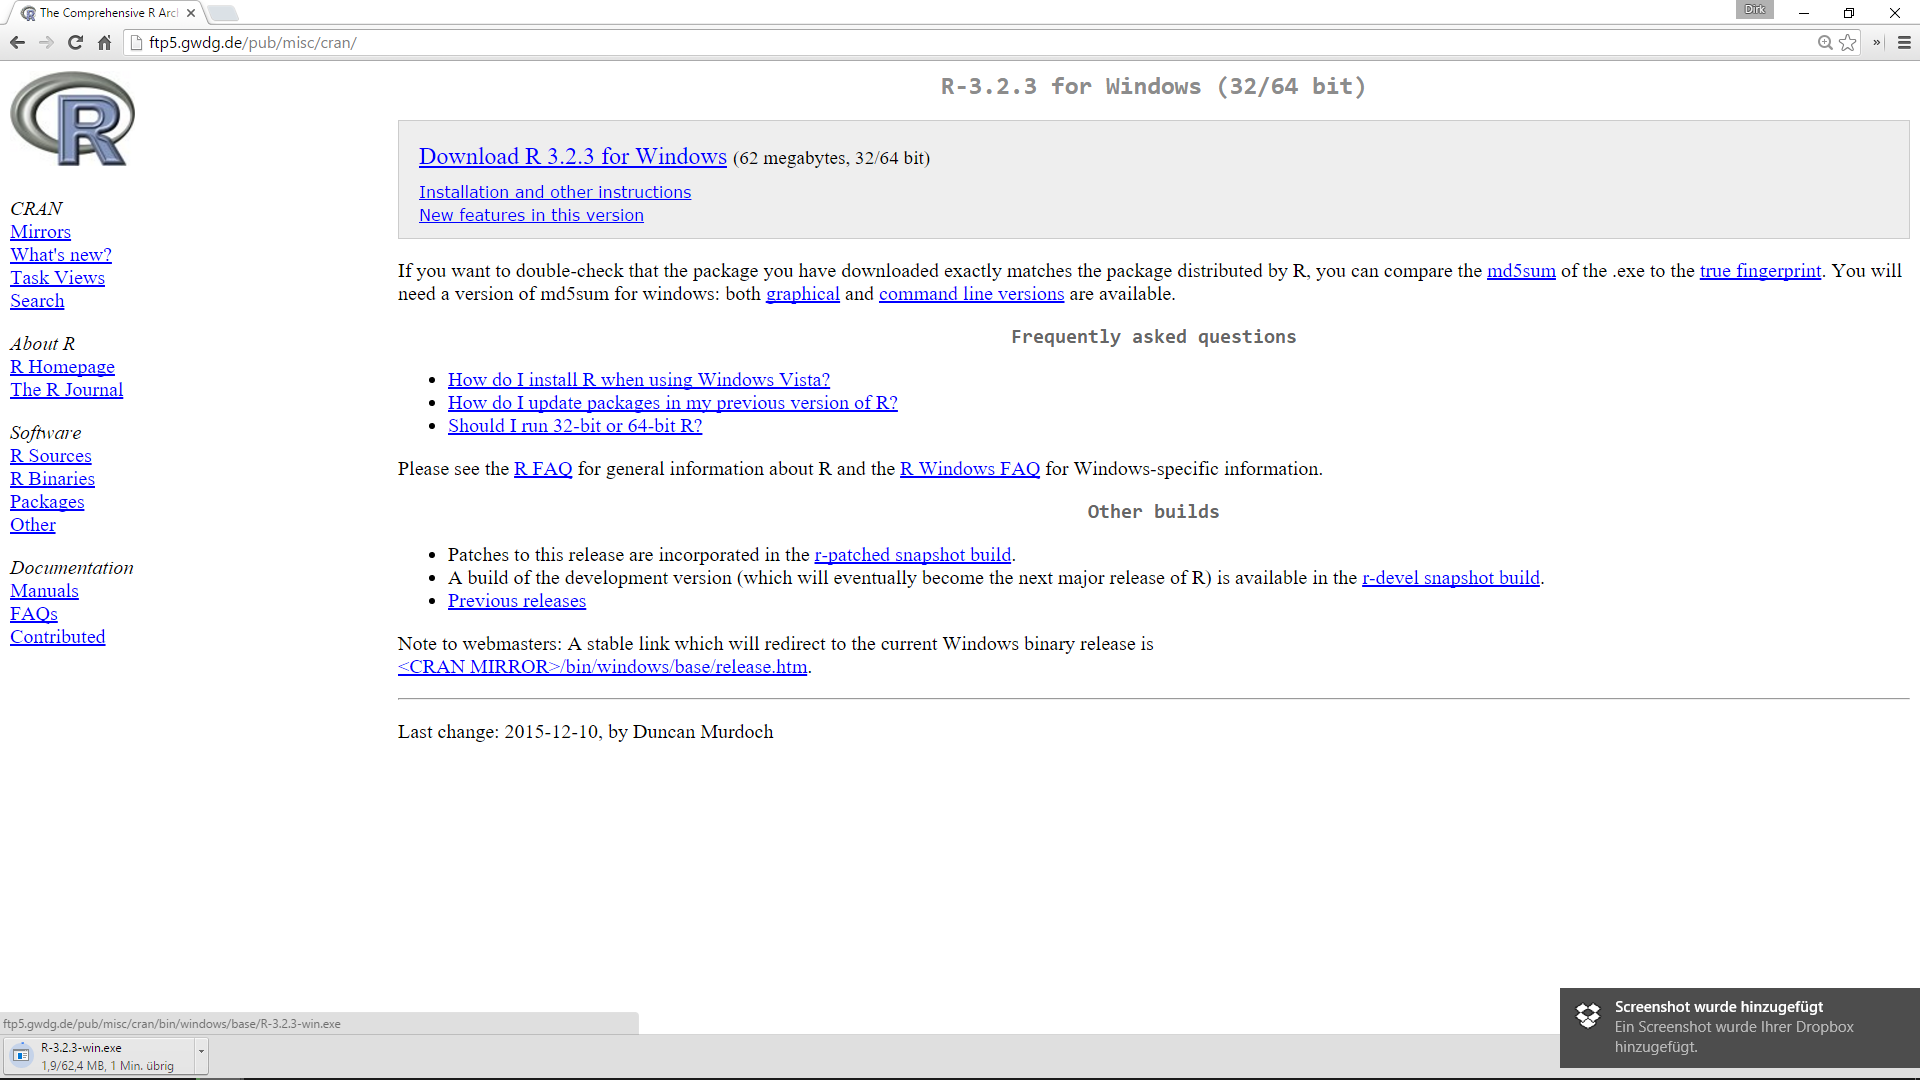 The Comprehensive R Arc
Dirk
ftp5.gwdg.de/pub/misc/cran/
R
CRAN
Mirrors
What's new?
Task Views
Search
About R
R Homepage
The R Journal
Software
R Sources
R Binaries
Packages
Other
Documentation
Manuals
FAQs
Contributed
R-3.2.3 for Windows (32/64 bit)
Download R 3.2.3 for Windows (62 megabytes, 32/64 bit)
Installation and other instructions
New features in this version
If you want to double-check that the package you have downloaded exactly matches the package distributed by R, you can compare the md5sum of the .exe to the true fingerprint. You will
need a version of md5sum for windows: both graphical and command line versions are available.
Frequently asked questions
• How do I install R when using Windows Vista?
• How do I update packages in my previous version of R?
• Should I run 32-bit or 64-bit R?
Please see the R FAQ for general information about R and the R Windows FAQ for Windows-specific information.
Other builds
• Patches to this release are incorporated in the r-patched snapshot build.
• A build of the development version (which will eventually become the next major release of R) is available in the r-devel snapshot build.
• Previous releases
Note to webmasters: A stable link which will redirect to the current Windows binary release is
<CRAN MIRROR>/bin/windows/base/release.htm.
Last change: 2015-12-10, by Duncan Murdoch
ftp5.gwdg.de/pub/misc/cran/bin/windows/base/R-3.2.3-win.exe
R-3.2.3-win.exe
1,9/62,4 MB, 1 Min. übrig
Screenshot wurde hinzugefügt
Ein Screenshot wurde Ihrer Dropbox
hinzugefügt.